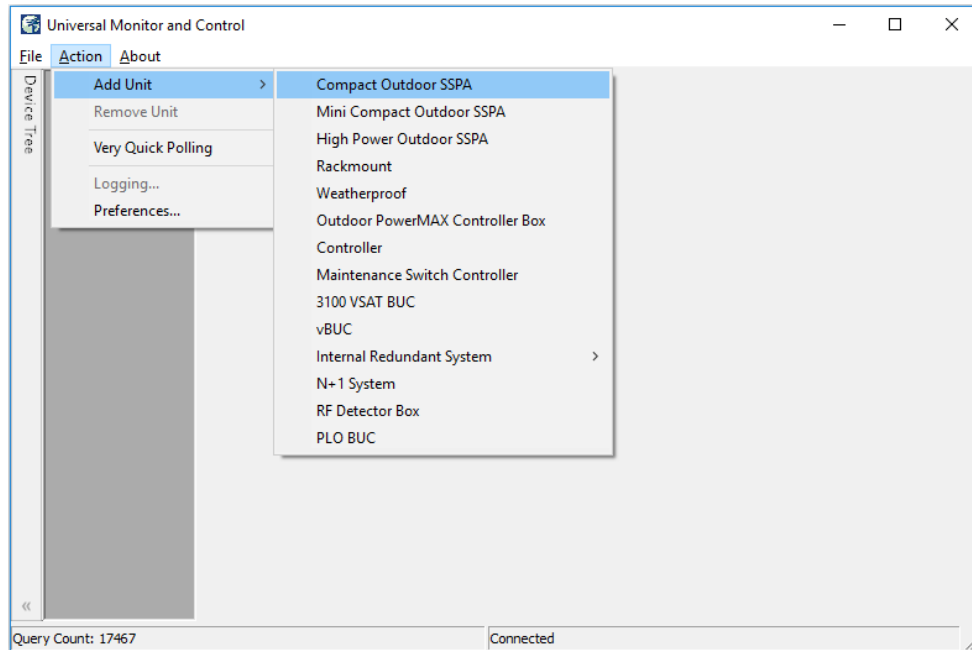 Universal Monitor and Control
File Action About
Device Tree
Add Unit
Remove Unit
Very Quick Polling
Logging...
Preferences...
Compact Outdoor SSPA
Mini Compact Outdoor SSPA
High Power Outdoor SSPA
Rackmount
Weatherproof
Outdoor PowerMAX Controller Box
Controller
Maintenance Switch Controller
3100 VSAT BUC
vBUC
Internal Redundant System
N+1 System
RF Detector Box
PLO BUC
Query Count: 17467
Connected